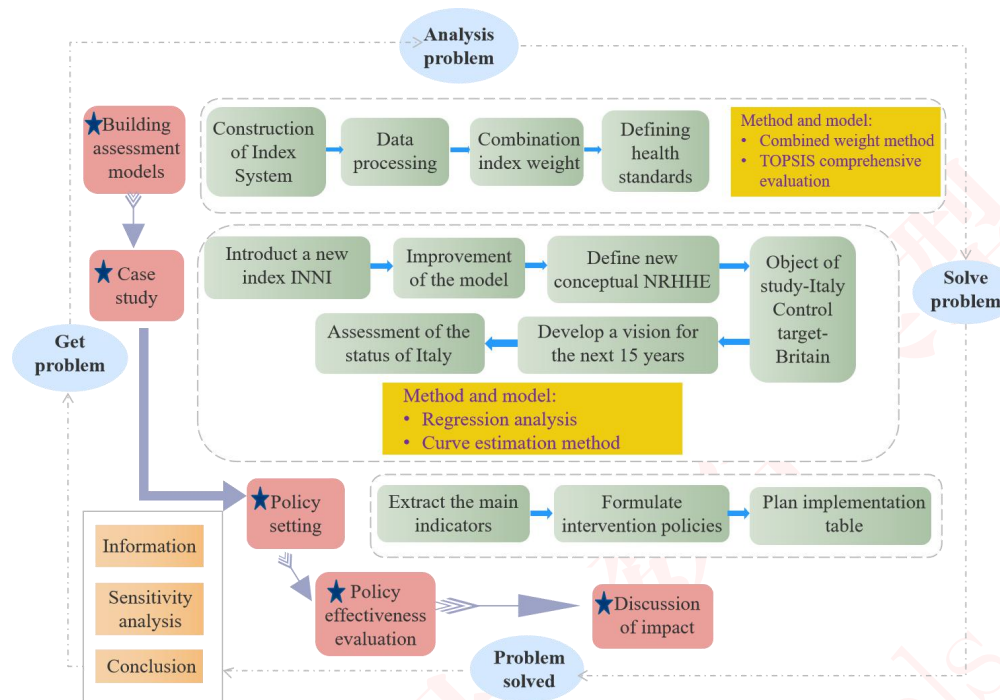 Analysis
problem
Building
assessment
models
Construction
of Index
System
Data
processing
Combination
index weight
Defining
health
standards
Method and model:
• Combined weight method
• TOPSIS comprehensive
evaluation
Case
study
Introduct a new
index INNI
Improvement
of the model
Define new
conceptual NRHHE
Object of
study-Italy
Control
target-
Britain
Assessment of the
status of Italy
Develop a vision for
the next 15 years
Method and model:
• Regression analysis
• Curve estimation method
Get
problem
Solve
problem
Policy
setting
Extract the main
indicators
Formulate
intervention policies
Plan implementation
table
Information
Sensitivity
analysis
Conclusion
Policy
effectiveness
evaluation
Discussion
of impact
Problem
solved